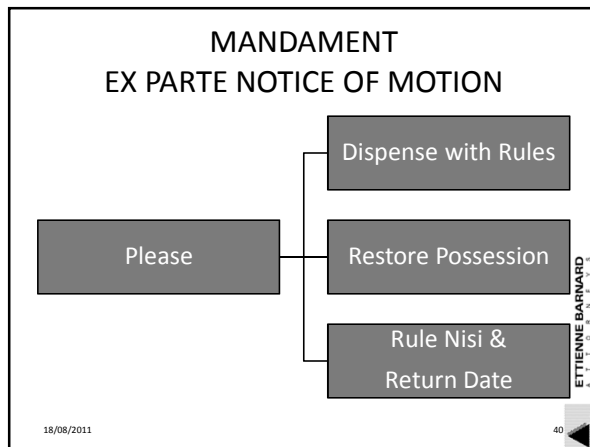 MANDAMENT
EX PARTE NOTICE OF MOTION
Dispense with Rules
Please
Restore Possession
Rule Nisi &
Return Date
ETTIENNE BARNARD
ATTORNEYS
18/08/2011
40